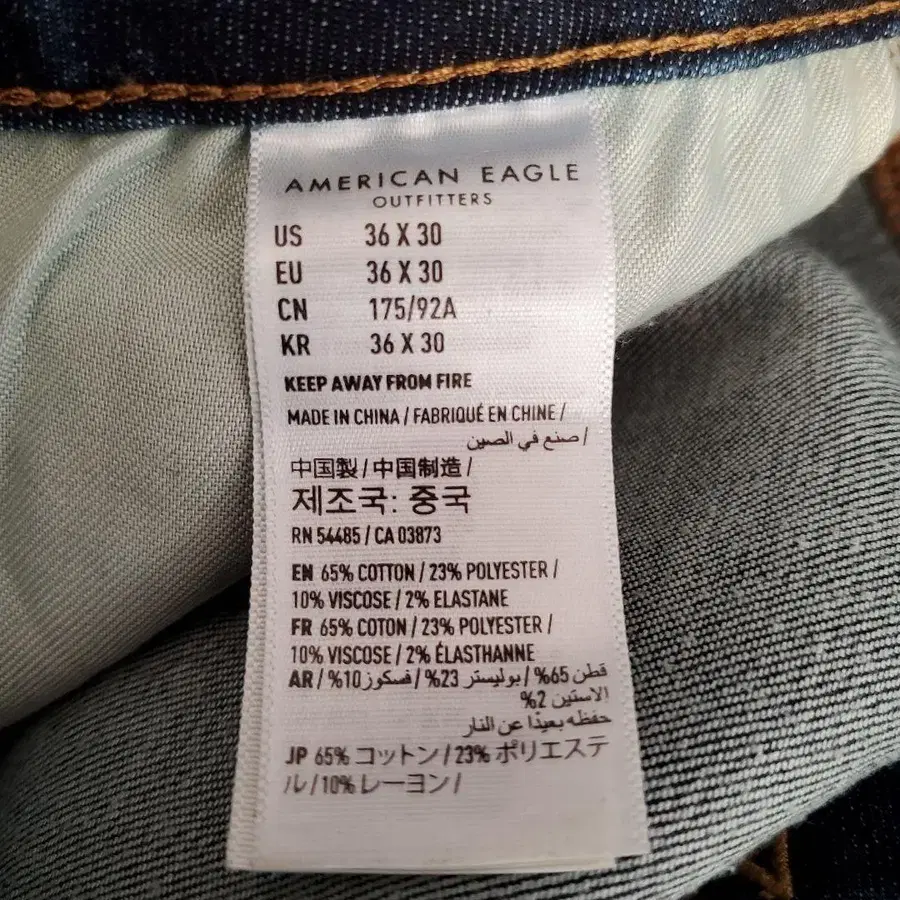 AMERICAN EAGLE
OUTFITTERS
US 36 X 30
EU 36 X 30
CN 175/92A
KR 36 X 30
KEEP AWAY FROM FIRE
MADE IN CHINA / FABRIQUÉ EN CHINE /
صنع في الصين /
中国製 / 中国制造 /
제조국: 중국
RN 54485 / CA 03873
EN 65% COTTON / 23% POLYESTER /
10% VISCOSE / 2% ELASTANE
FR 65% COTON / 23% POLYESTER /
10% VISCOSE / 2% ÉLASTHANNE
AR / %10 قطن 65% / بوليستر 23% / فسكوز
الاستين 2%
حفظه بعيدًا عن النار
JP 65% コットン / 23% ポリエステ
ル / 10% レーヨン /